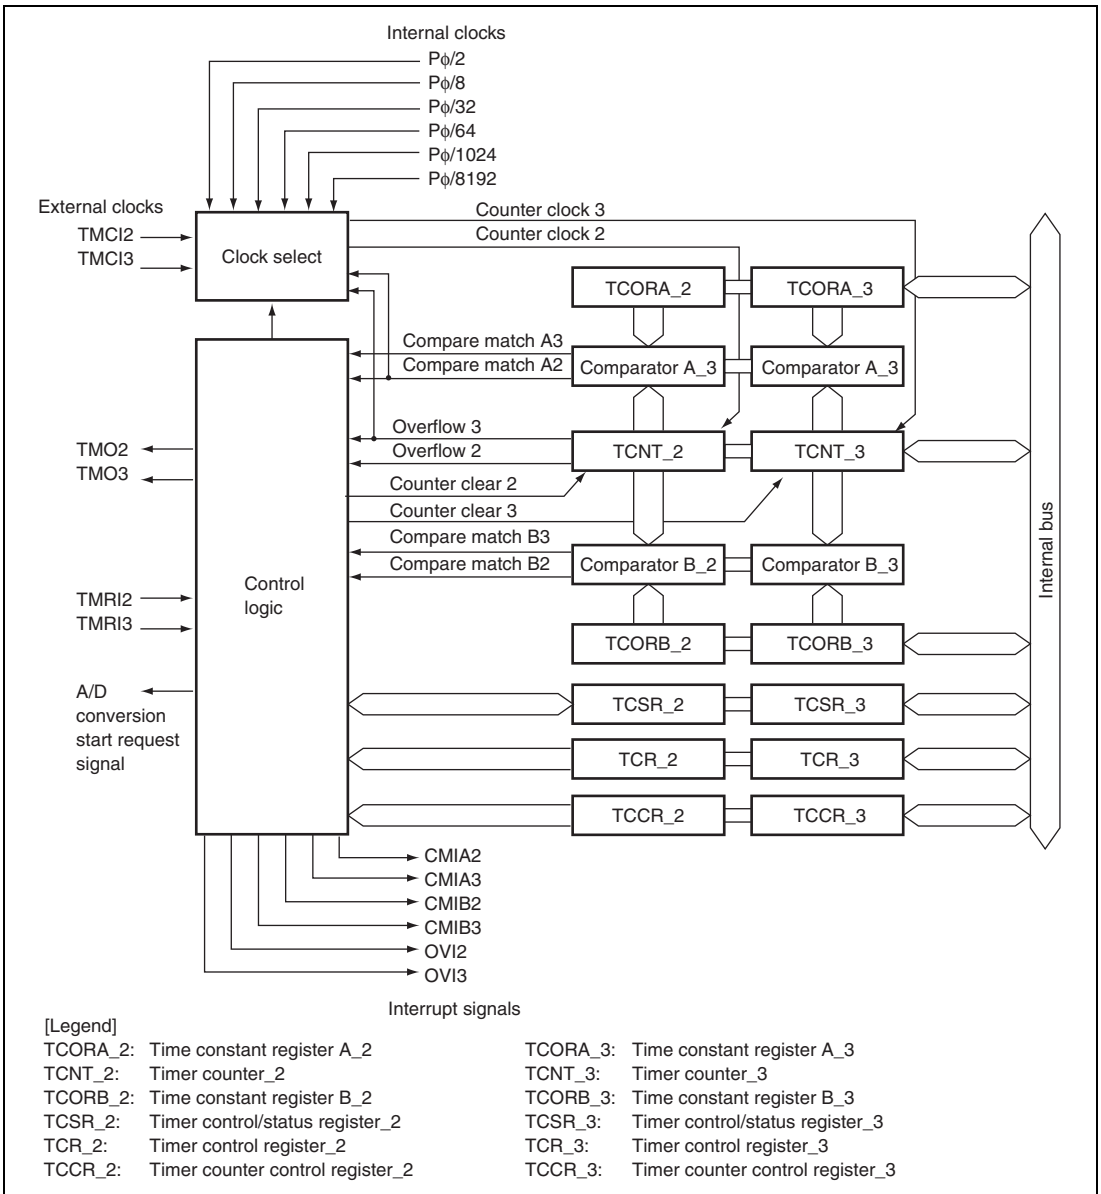 Internal clocks
Pϕ/2
Pϕ/8
Pϕ/32
Pϕ/64
Pϕ/1024
Pϕ/8192
External clocks
TMCI2
TMCI3
Clock select
Counter clock 3
Counter clock 2
TCORA_2
TCORA_3
Compare match A3
Compare match A2
Comparator A_3
Comparator A_3
TMO2
TMO3
Overflow 3
Overflow 2
TCNT_2
TCNT_3
Counter clear 2
Counter clear 3
Compare match B3
Compare match B2
Comparator B_2
Comparator B_3
Control
logic
TMRI2
TMRI3
TCORB_2
TCORB_3
Internal bus
A/D
conversion
start request
signal
TCSR_2
TCSR_3
TCR_2
TCR_3
TCCR_2
TCCR_3
CMIA2
CMIA3
CMIB2
CMIB3
OVI2
OVI3
Interrupt signals
[Legend]
TCORA_2: Time constant register A_2
TCNT_2: Timer counter_2
TCORB_2: Time constant register B_2
TCSR_2: Timer control/status register_2
TCR_2: Timer control register_2
TCCR_2: Timer counter control register_2
TCORA_3: Time constant register A_3
TCNT_3: Timer counter_3
TCORB_3: Time constant register B_3
TCSR_3: Timer control/status register_3
TCR_3: Timer control register_3
TCCR_3: Timer counter control register_3